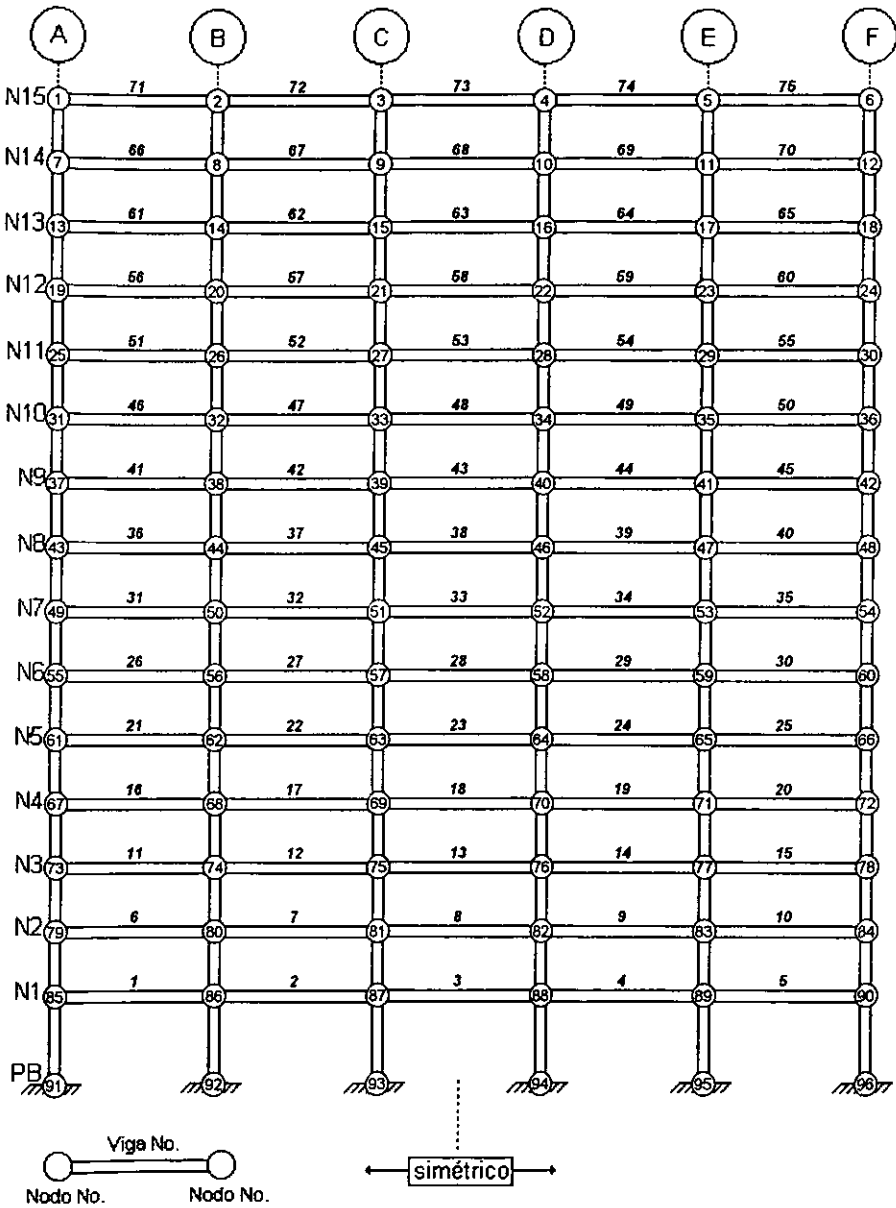 A B C D E F
71 72 73 74 75
N15 1 2 3 4 5 6
66 67 68 69 70
N14 7 8 9 10 11 12
61 62 63 64 65
N13 13 14 15 16 17 18
56 57 58 59 60
N12 19 20 21 22 23 24
51 52 53 54 55
N11 25 26 27 28 29 30
46 47 48 49 50
N10 31 32 33 34 35 36
41 42 43 44 45
N9 37 38 39 40 41 42
36 37 38 39 40
N8 43 44 45 46 47 48
31 32 33 34 35
N7 49 50 51 52 53 54
26 27 28 29 30
N6 55 56 57 58 59 60
21 22 23 24 25
N5 61 62 63 64 65 66
16 17 18 19 20
N4 67 68 69 70 71 72
11 12 13 14 15
N3 73 74 75 76 77 78
6 7 8 9 10
N2 79 80 81 82 83 84
1 2 3 4 5
N1 85 86 87 88 89 90
PB 91 92 93 94 95 96
Viga No.
simétrico
Nodo No. Nodo No.